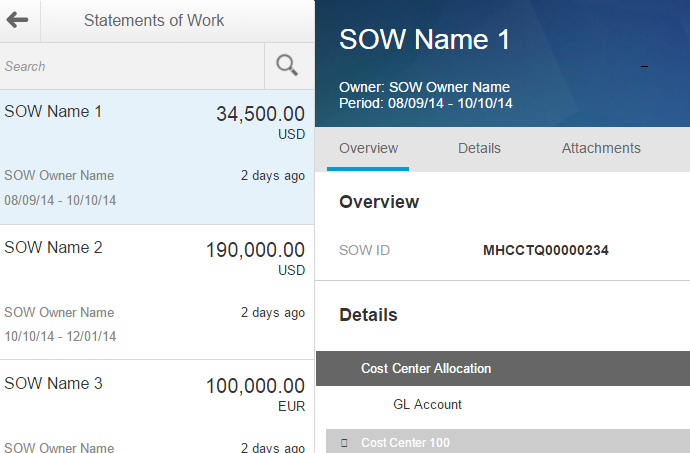 Statements of Work
Search
SOW Name 1
34,500.00
USD
SOW Owner Name
2 days ago
08/09/14 - 10/10/14
SOW Name 2
190,000.00
USD
SOW Owner Name
2 days ago
10/10/14 - 12/01/14
SOW Name 3
100,000.00
EUR
SOW Owner Name
2 days ago
SOW Name 1
–
Owner: SOW Owner Name
Period: 08/09/14 - 10/10/14
Overview
Details
Attachments
Overview
SOW ID
MHCCTQ00000234
Details
Cost Center Allocation
GL Account
Cost Center 100